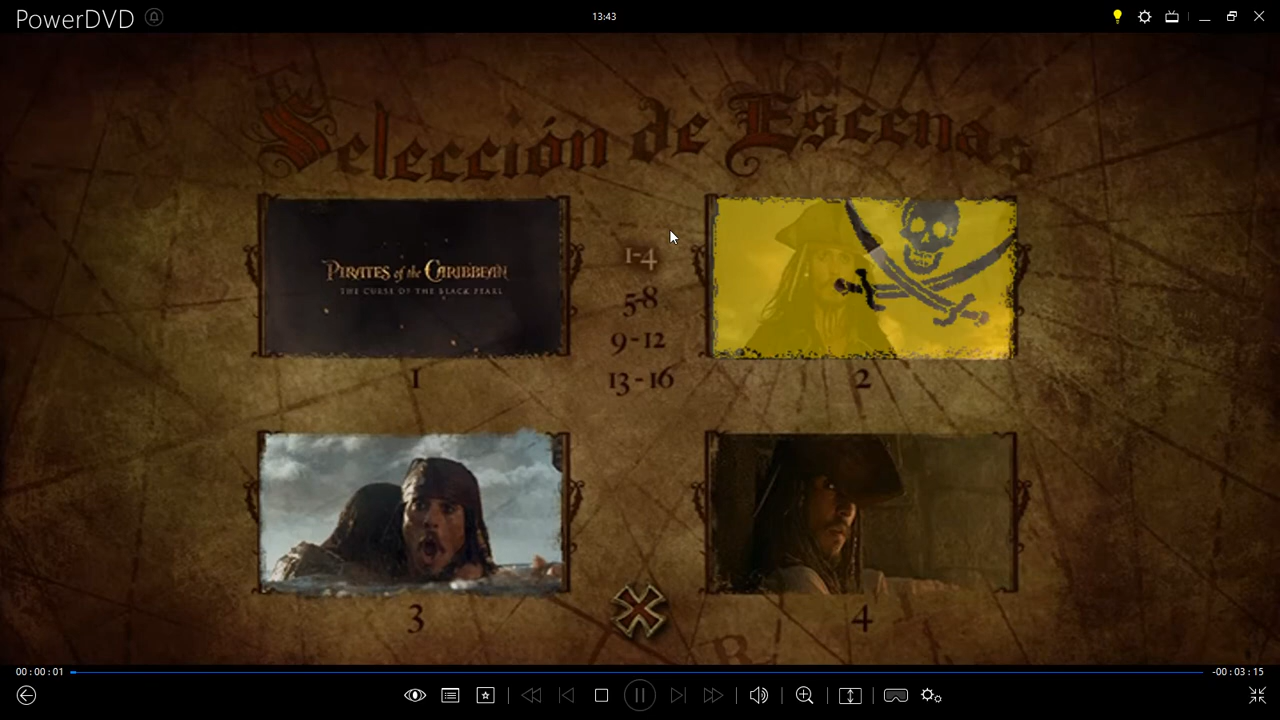 PowerDVD
13:43
Selección de Escenas
PIRATES of the CARIBBEAN
THE CURSE OF THE BLACK PEARL
1-4
5-8
9-12
13-16
1
2
3
4
00:00:01
-00:03:15